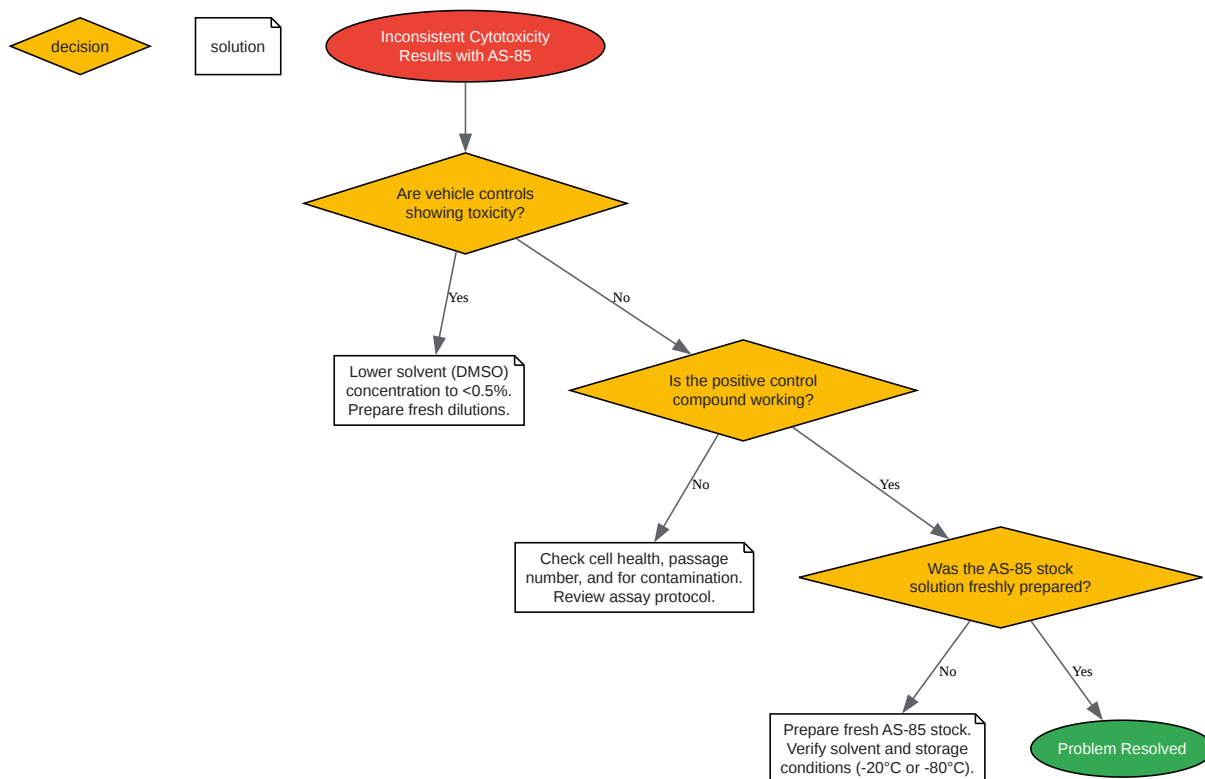 decision
solution
Inconsistent Cytotoxicity
Results with AS-85
Are vehicle controls
showing toxicity?
Yes
No
Lower solvent (DMSO)
concentration to <0.5%.
Prepare fresh dilutions.
Is the positive control
compound working?
No
Yes
Check cell health, passage
number, and for contamination.
Review assay protocol.
Was the AS-85 stock
solution freshly prepared?
No
Yes
Prepare fresh AS-85 stock.
Verify solvent and storage
conditions (-20°C or -80°C).
Problem Resolved